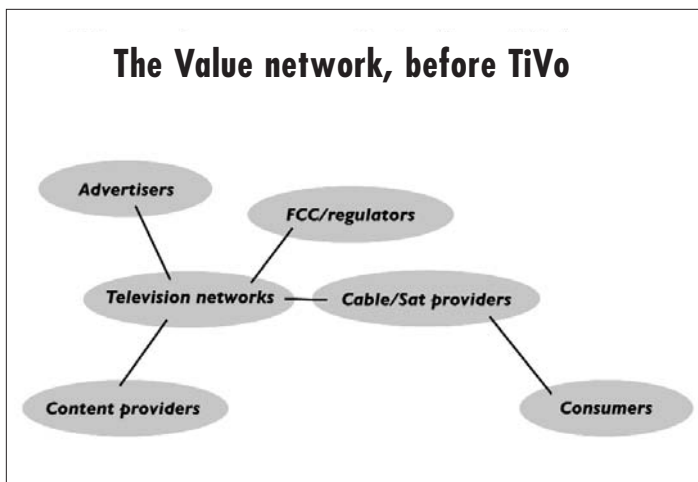 The Value network, before TiVo
Advertisers
FCC/regulators
Television networks
Cable/Sat providers
Content providers
Consumers